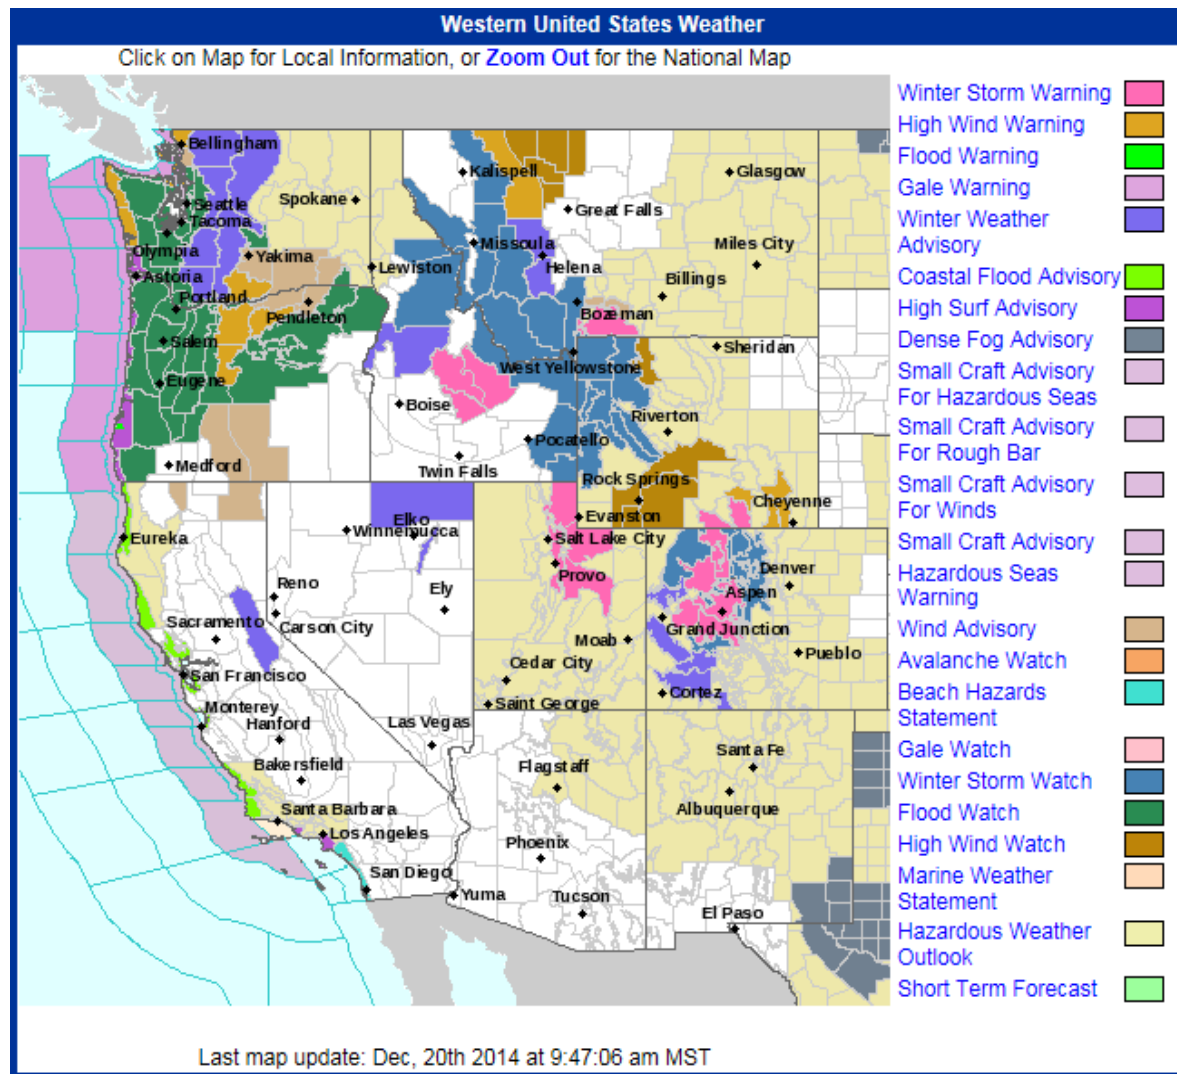 Western United States Weather
Click on Map for Local Information, or Zoom Out for the National Map
Bellingham
Seattle
Tacoma
Olympia
Spokane
Yakima
Astoria
Portland
Pendleton
Lewiston
Salem
Eugene
Medford
Kalispell
Great Falls
Glasgow
Missoula
Helena
Miles City
Billings
Bozeman
West Yellowstone
Sheridan
Boise
Pocatello
Twin Falls
Riverton
Rock Springs
Cheyenne
Evanston
Eureka
Elko
Winnemucca
Salt Lake City
Provo
Denver
Aspen
Reno
Ely
Sacramento
Carson City
Grand Junction
Moab
Pueblo
San Francisco
Cedar City
Cortez
Saint George
Monterey
Hanford
Las Vegas
Bakersfield
Flagstaff
Santa Fe
Albuquerque
Santa Barbara
Los Angeles
Phoenix
San Diego
Yuma
Tucson
El Paso
Winter Storm Warning
High Wind Warning
Flood Warning
Gale Warning
Winter Weather
Advisory
Coastal Flood Advisory
High Surf Advisory
Dense Fog Advisory
Small Craft Advisory
For Hazardous Seas
Small Craft Advisory
For Rough Bar
Small Craft Advisory
For Winds
Small Craft Advisory
Hazardous Seas
Warning
Wind Advisory
Avalanche Watch
Beach Hazards
Statement
Gale Watch
Winter Storm Watch
Flood Watch
High Wind Watch
Marine Weather
Statement
Hazardous Weather
Outlook
Short Term Forecast
Last map update: Dec, 20th 2014 at 9:47:06 am MST